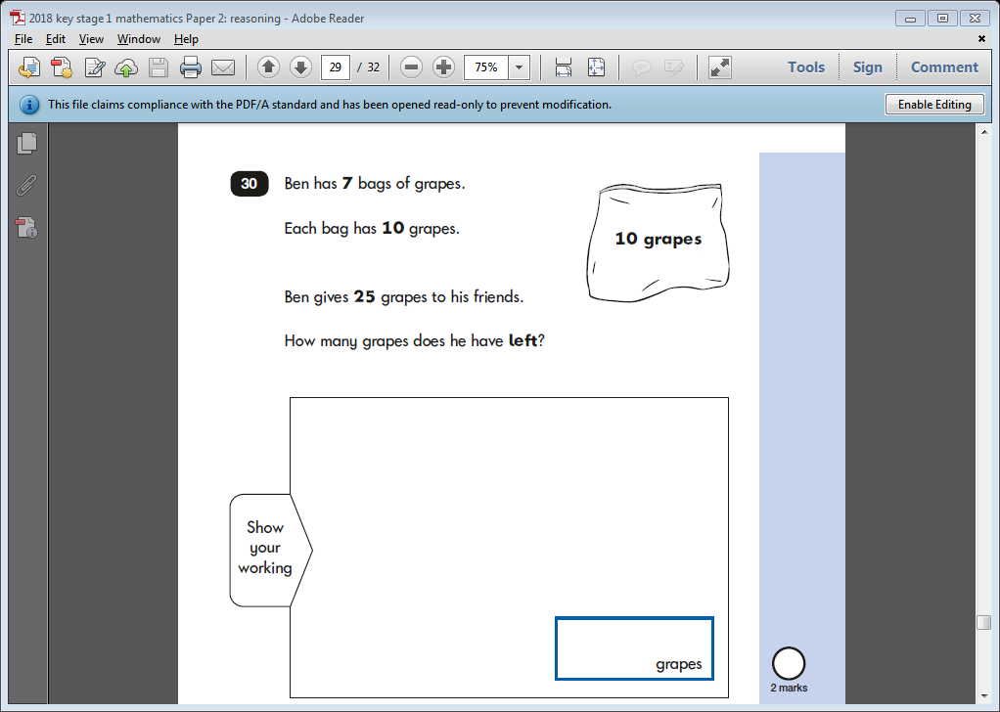 2018 key stage 1 mathematics Paper 2: reasoning - Adobe Reader
File Edit View Window Help
29 / 32 75% Tools Sign Comment
This file claims compliance with the PDF/A standard and has been opened read-only to prevent modification. Enable Editing
30 Ben has 7 bags of grapes.
Each bag has 10 grapes.
10 grapes
Ben gives 25 grapes to his friends.
How many grapes does he have left?
Show
your
working
grapes
2 marks